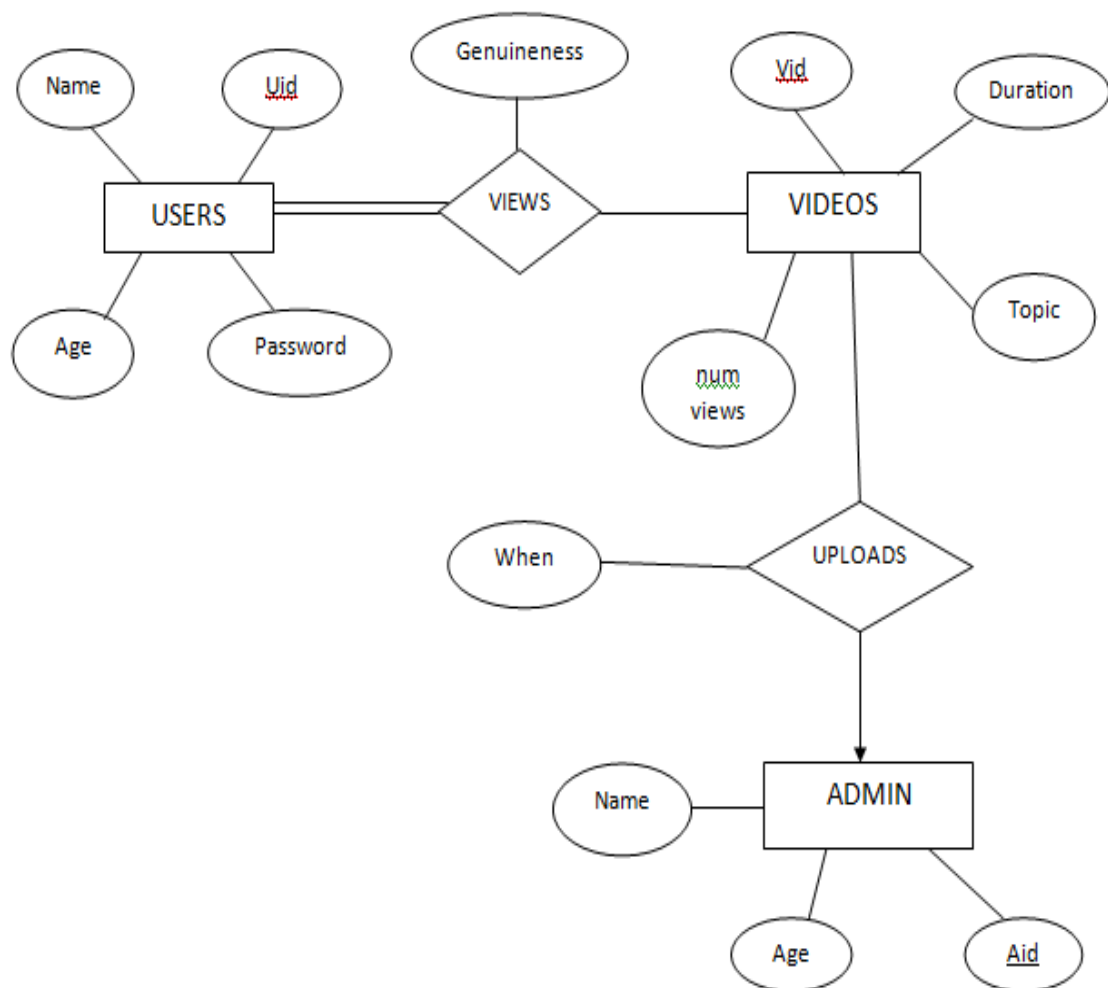 Genuineness
Name
Uid
Vid
Duration
USERS
VIEWS
VIDEOS
Age
Password
Topic
num
views
When
UPLOADS
Name
ADMIN
Age
Aid